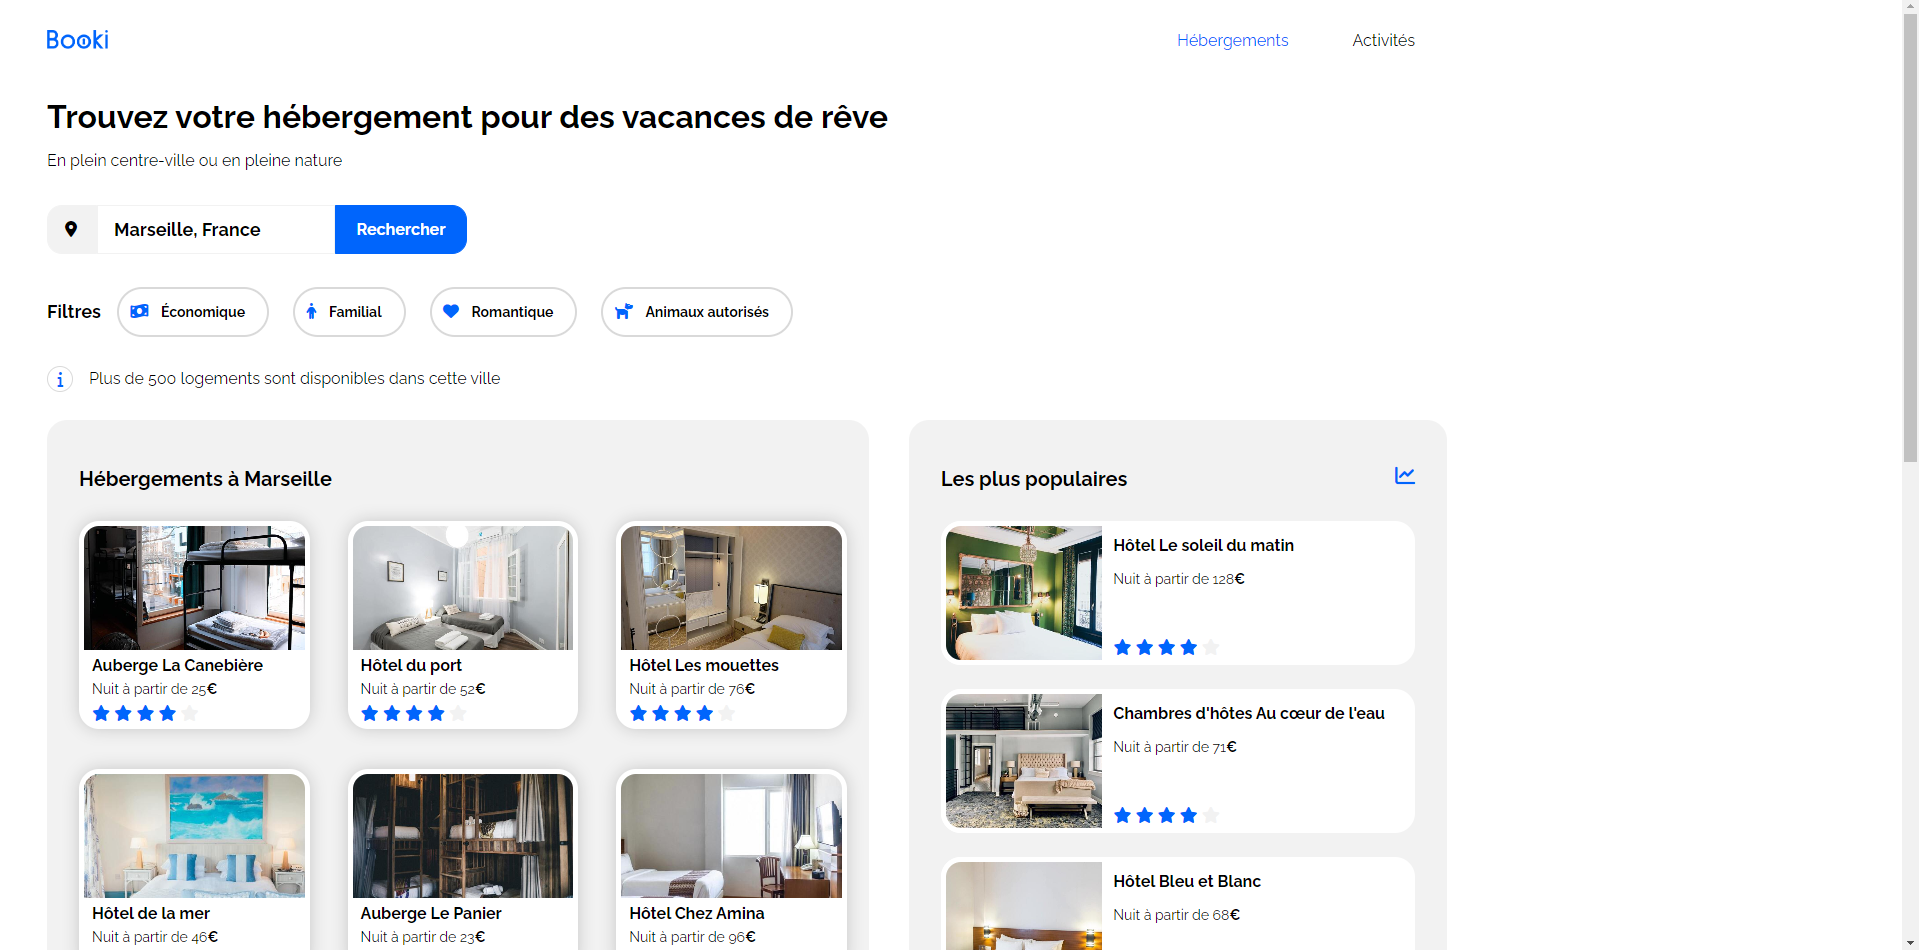 Booki
Hébergements
Activités
Trouvez votre hébergement pour des vacances de rêve
En plein centre-ville ou en pleine nature
Marseille, France
Rechercher
Filtres
Économique
Familial
Romantique
Animaux autorisés
Plus de 500 logements sont disponibles dans cette ville
Hébergements à Marseille
Auberge La Canebière
Nuit à partir de 25€
Hôtel du port
Nuit à partir de 52€
Hôtel Les mouettes
Nuit à partir de 76€
Hôtel de la mer
Nuit à partir de 46€
Auberge Le Panier
Nuit à partir de 23€
Hôtel Chez Amina
Nuit à partir de 96€
Les plus populaires
Hôtel Le soleil du matin
Nuit à partir de 128€
Chambres d'hôtes Au cœur de l'eau
Nuit à partir de 71€
Hôtel Bleu et Blanc
Nuit à partir de 68€